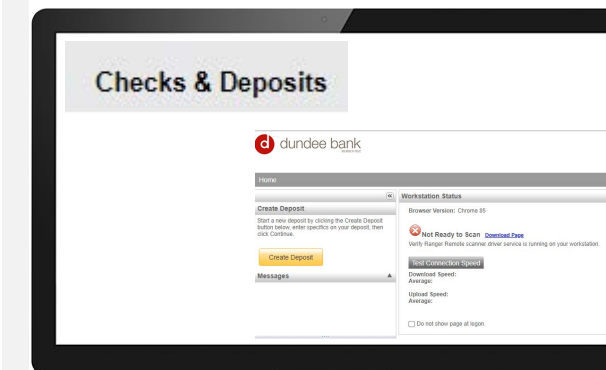 Checks & Deposits
d dundee bank
Home
Create Deposit
Start a new deposit by clicking the Create Deposit
button below, enter specifics on your deposit, then
click Continue.
Create Deposit
Messages
Workstation Status
Browser Version: Chrome 85
Not Ready to Scan Download Page
Verify Ranger Remote scanner driver service is running on your workstation.
Test Connection Speed
Download Speed:
Average:
Upload Speed:
Average:
Do not show page at logon.